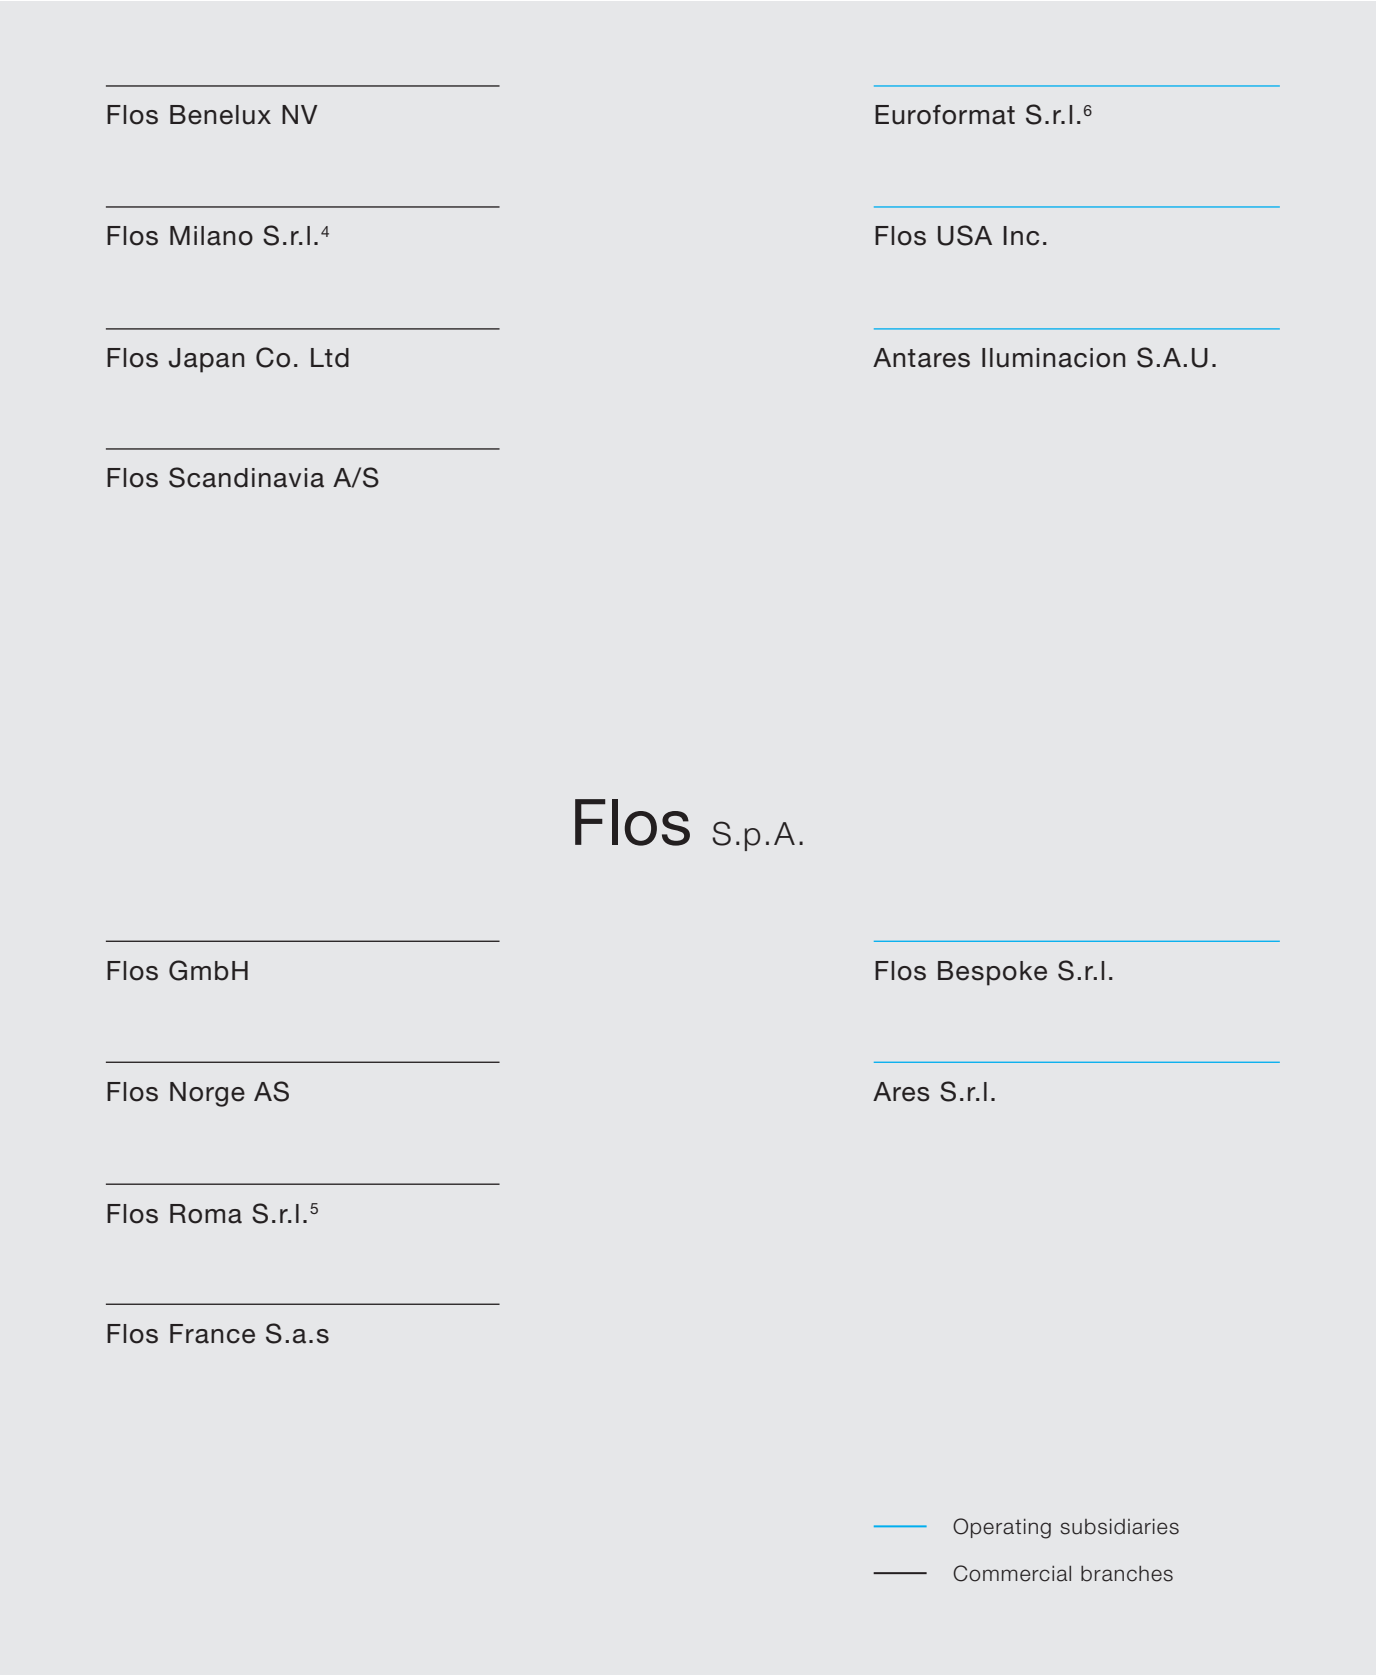 Flos Benelux NV
Flos Milano S.r.l.⁴
Flos Japan Co. Ltd
Flos Scandinavia A/S
Euroformat S.r.l.⁶
Flos USA Inc.
Antares Iluminacion S.A.U.
Flos S.p.A.
Flos GmbH
Flos Norge AS
Flos Roma S.r.l.⁵
Flos France S.a.s
Flos Bespoke S.r.l.
Ares S.r.l.
Operating subsidiaries
Commercial branches